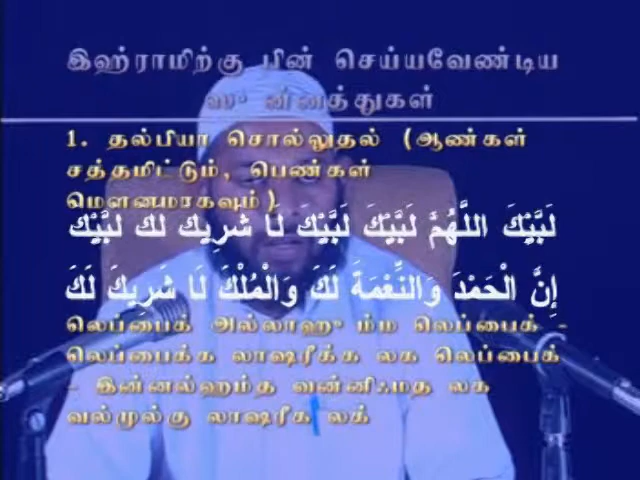 இஹ்ராமிற்கு பின் செய்யவேண்டிய
ஸுன்னத்துகள்
1. தல்பியா சொல்லுதல் (ஆண்கள்
சத்தமிட்டும், பெண்கள்
மௌனமாகவும்)
لَبَّيْكَ اللَّهُمَّ لَبَّيْكَ لَبَّيْكَ لَا شَرِيكَ لَكَ لَبَّيْكَ
إِنَّ الْحَمْدَ وَالنِّعْمَةَ لَكَ وَالْمُلْكَ لَا شَرِيكَ لَكَ
லெப்பைக் அல்லாஹும்ம லெப்பைக் -
லெப்பைக்க லாஷரீக்க லக லெப்பைக்
- இன்னல்ஹம்த வன்னிஃமத லக
வல்முல்கு லாஷரீக லக்